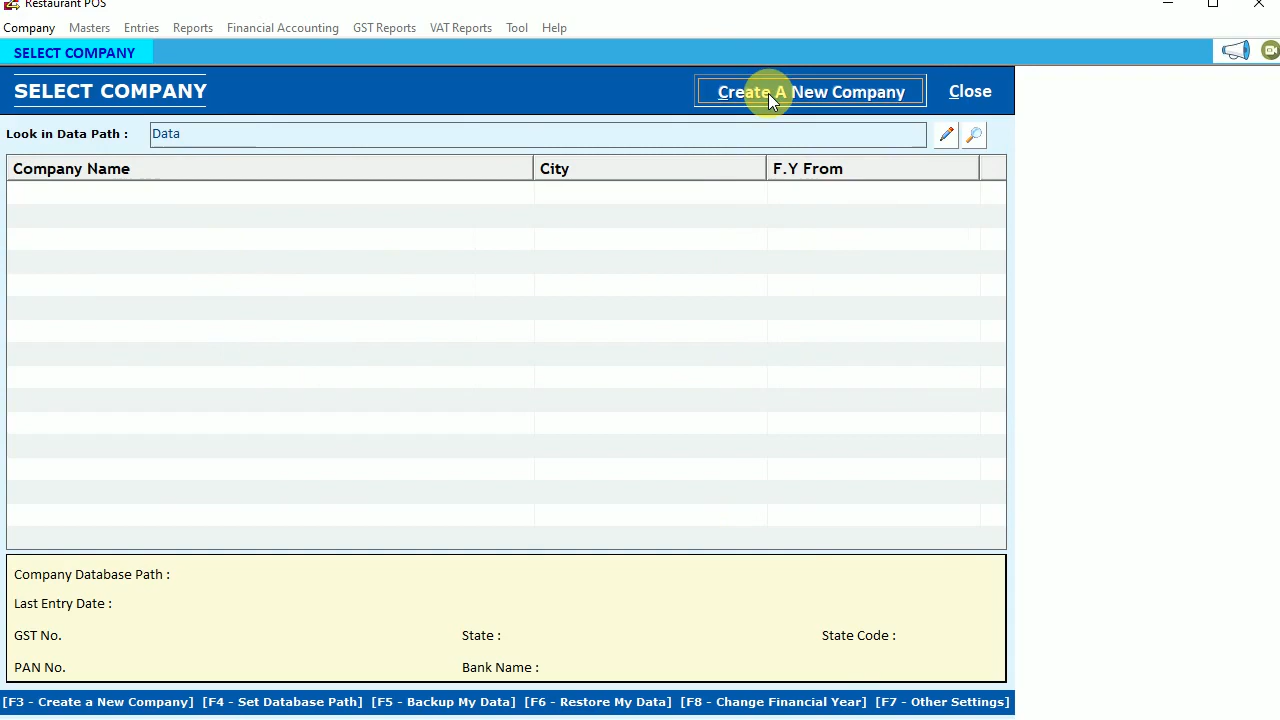 Restaurant POS
Company Masters Entries Reports Financial Accounting GST Reports VAT Reports Tool Help
SELECT COMPANY
SELECT COMPANY Create A New Company Close
Look in Data Path : Data
Company Name City F.Y From
Company Database Path :
Last Entry Date :
GST No. State : State Code :
PAN No. Bank Name :
[F3 - Create a New Company] [F4 - Set Database Path] [F5 - Backup My Data] [F6 - Restore My Data] [F8 - Change Financial Year] [F7 - Other Settings]